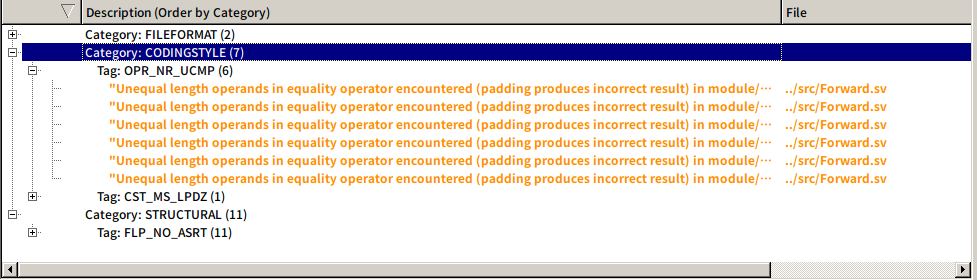 Description (Order by Category) File
Category: FILEFORMAT (2)
Category: CODINGSTYLE (7)
Tag: OPR_NR_UCMP (6)
"Unequal length operands in equality operator encountered (padding produces incorrect result) in module/··· ../src/Forward.sv
"Unequal length operands in equality operator encountered (padding produces incorrect result) in module/··· ../src/Forward.sv
"Unequal length operands in equality operator encountered (padding produces incorrect result) in module/··· ../src/Forward.sv
"Unequal length operands in equality operator encountered (padding produces incorrect result) in module/··· ../src/Forward.sv
"Unequal length operands in equality operator encountered (padding produces incorrect result) in module/··· ../src/Forward.sv
"Unequal length operands in equality operator encountered (padding produces incorrect result) in module/··· ../src/Forward.sv
Tag: CST_MS_LPDZ (1)
Category: STRUCTURAL (11)
Tag: FLP_NO_ASRT (11)